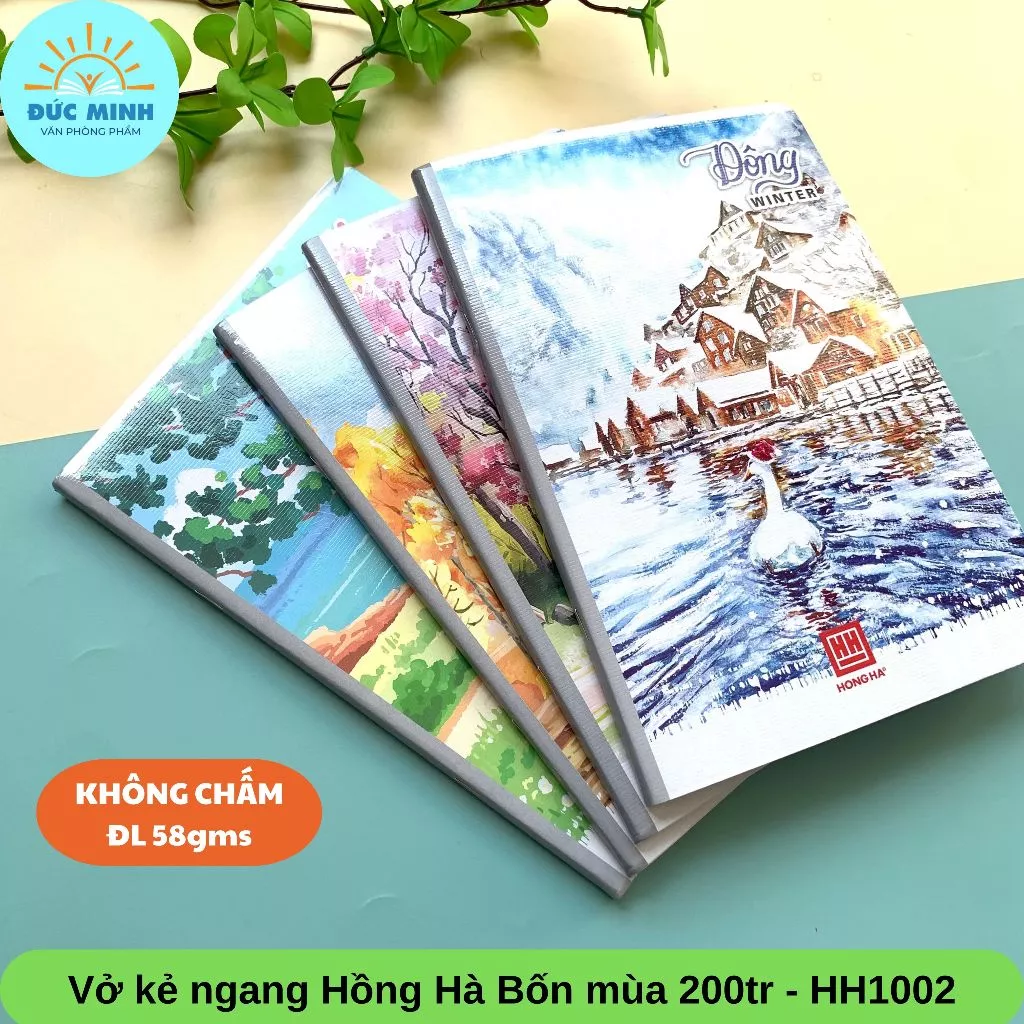 ĐỨC MINH
VĂN PHÒNG PHẨM
Đông
WINTER
HH
HONG HA®
KHÔNG CHẤM
ĐL 58gms
Vở kẻ ngang Hồng Hà Bốn mùa 200tr - HH1002